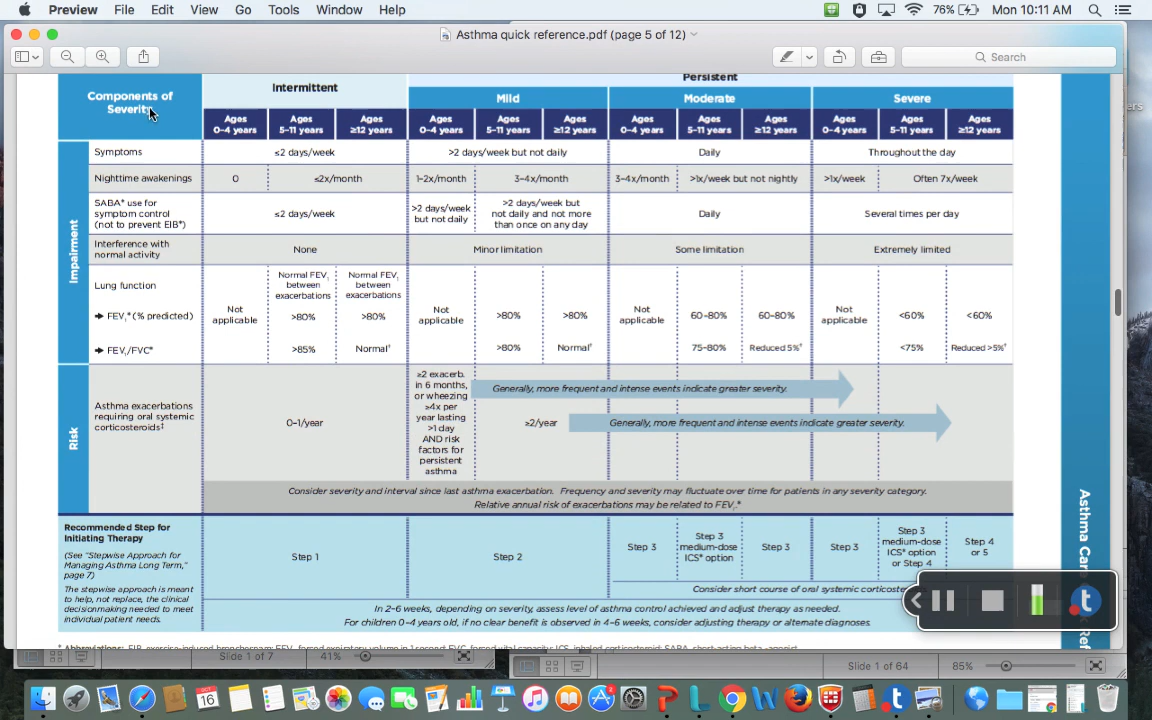 Preview File Edit View Go Tools Window Help 76% Mon 10:11 AM
Asthma quick reference.pdf (page 5 of 12)
Search
Components of
Severity
Intermittent
Persistent
Mild
Moderate
Severe
Ages
0-4 years
Ages
5-11 years
Ages
≥12 years
Ages
0-4 years
Ages
5-11 years
Ages
≥12 years
Ages
0-4 years
Ages
5-11 years
Ages
≥12 years
Ages
0-4 years
Ages
5-11 years
Ages
≥12 years
Impairment
Symptoms
≤2 days/week
>2 days/week but not daily
Daily
Throughout the day
Nighttime awakenings
0
≤2x/month
1-2x/month
3-4x/month
3-4x/month
>1x/week but not nightly
>1x/week
Often 7x/week
SABA* use for
symptom control
(not to prevent EIB*)
≤2 days/week
>2 days/week
but not daily
>2 days/week but
not daily and not more
than once on any day
Daily
Several times per day
Interference with
normal activity
None
Minor limitation
Some limitation
Extremely limited
Lung function
➔ FEV₁* (% predicted)
➔ FEV₁/FVC*
Not
applicable
Normal FEV₁
between
exacerbations
>80%
>85%
Normal FEV₁
between
exacerbations
>80%
Normal†
Not
applicable
>80%
>80%
>80%
Normal†
Not
applicable
60-80%
75-80%
60-80%
Reduced 5%†
Not
applicable
<60%
<75%
<60%
Reduced >5%†
Risk
Asthma exacerbations
requiring oral systemic
corticosteroids‡
0-1/year
≥2 exacerb.
in 6 months,
or wheezing
≥4x per
year lasting
>1 day
AND risk
factors for
persistent
asthma
≥2/year
Generally, more frequent and intense events indicate greater severity.
Generally, more frequent and intense events indicate greater severity.
Consider severity and interval since last asthma exacerbation. Frequency and severity may fluctuate over time for patients in any severity category.
Relative annual risk of exacerbations may be related to FEV₁.*
Recommended Step for
Initiating Therapy
(See "Stepwise Approach for
Managing Asthma Long Term,"
page 7)
The stepwise approach is meant
to help, not replace, the clinical
decisionmaking needed to meet
individual patient needs.
Step 1
Step 2
Step 3
Step 3
medium-dose
ICS* option
Step 3
Step 3
Step 3
medium-dose
ICS* option
or Step 4
Step 4
or 5
Consider short course of oral systemic corticoste
In 2-6 weeks, depending on severity, assess level of asthma control achieved and adjust therapy as needed.
For children 0-4 years old, if no clear benefit is observed in 4-6 weeks, consider adjusting therapy or alternate diagnoses.
Asthma Care
Ref
ars
Slide 1 of 7 41%
Slide 1 of 64 85%
OCT
16